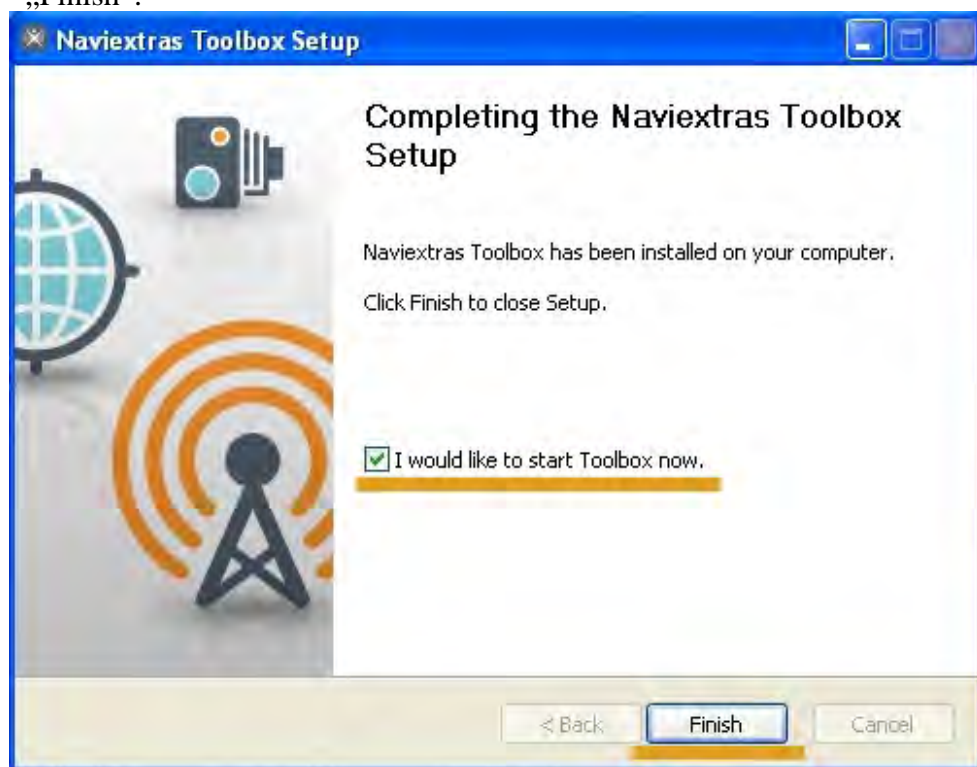 „Finish“.
Naviextras Toolbox Setup
Completing the Naviextras Toolbox
Setup
Naviextras Toolbox has been installed on your computer.
Click Finish to close Setup.
I would like to start Toolbox now.
< Back
Finish
Cancel